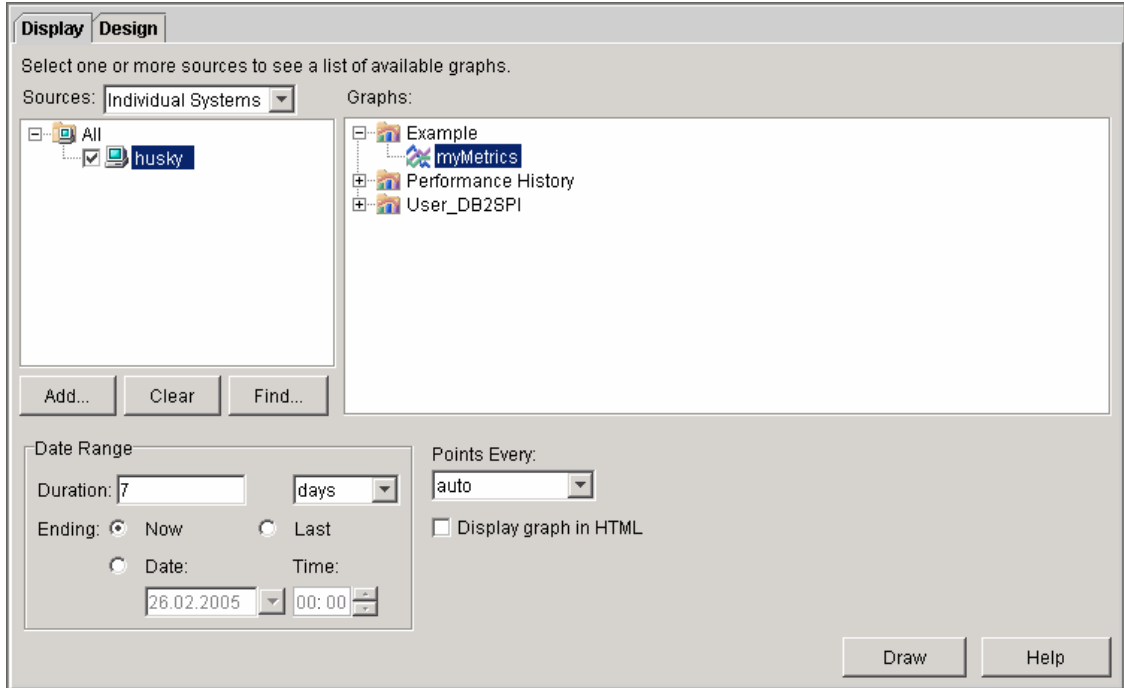 Display Design
Select one or more sources to see a list of available graphs.
Sources: Individual Systems Graphs:
All Example
husky myMetrics
Performance History
User_DB2SPI
Add... Clear Find...
Date Range Points Every:
Duration: 7 days auto
Ending: Now Last Display graph in HTML
Date: Time:
26.02.2005 00:00
Draw Help